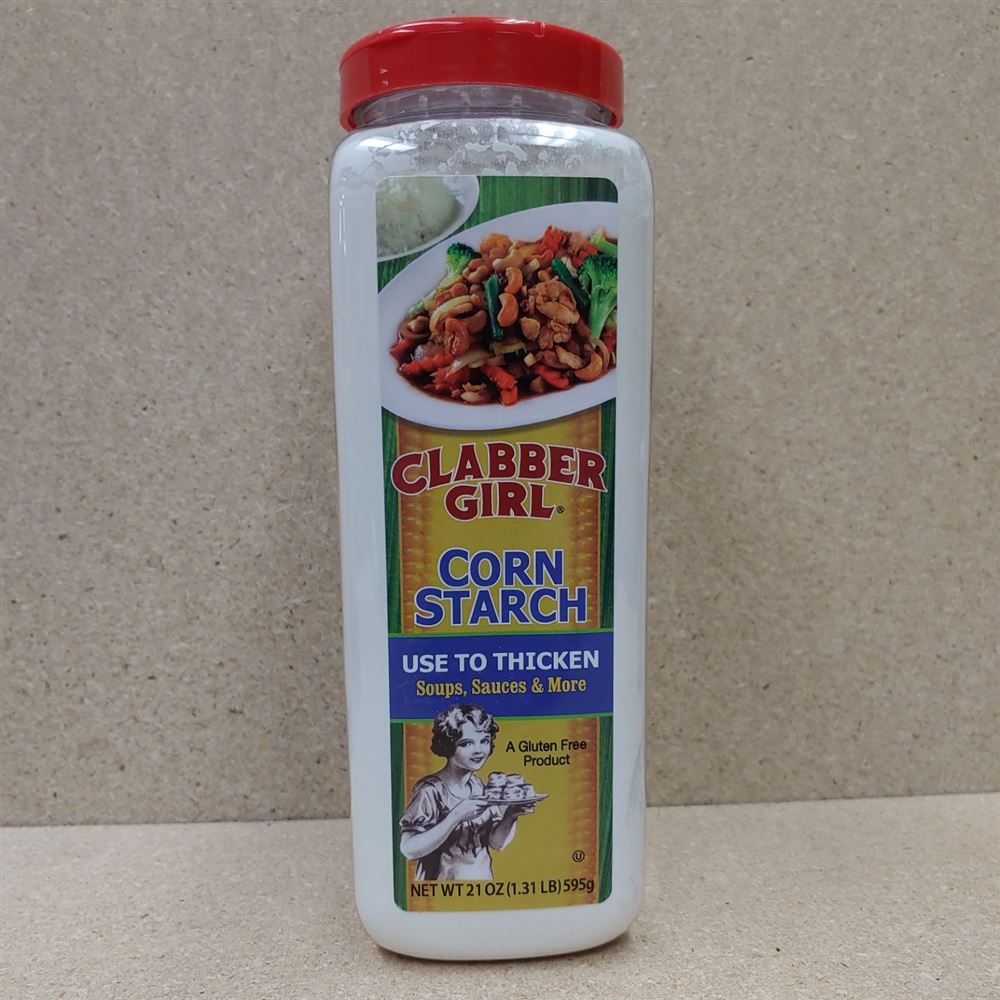 CLABBER
GIRL®
CORN
STARCH
USE TO THICKEN
Soups, Sauces & More
A Gluten Free
Product
U
NET WT 21 OZ (1.31 LB) 595g